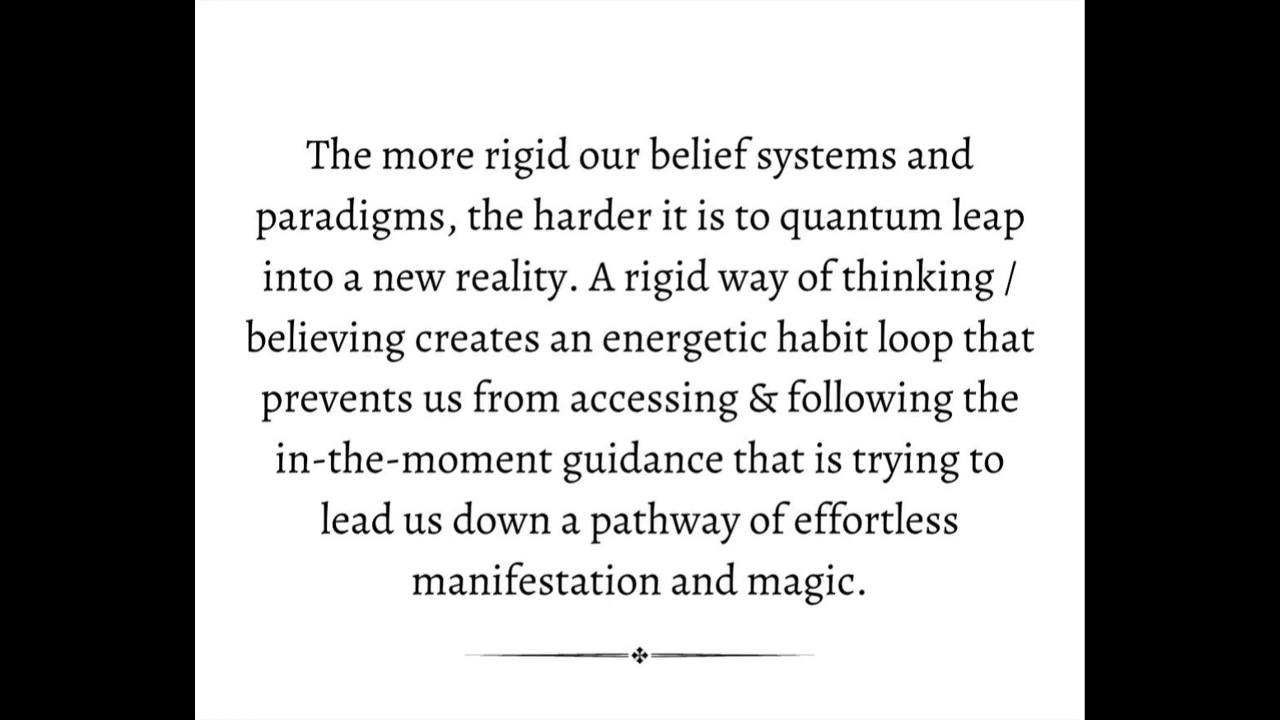 The more rigid our belief systems and
paradigms, the harder it is to quantum leap
into a new reality. A rigid way of thinking /
believing creates an energetic habit loop that
prevents us from accessing & following the
in-the-moment guidance that is trying to
lead us down a pathway of effortless
manifestation and magic.